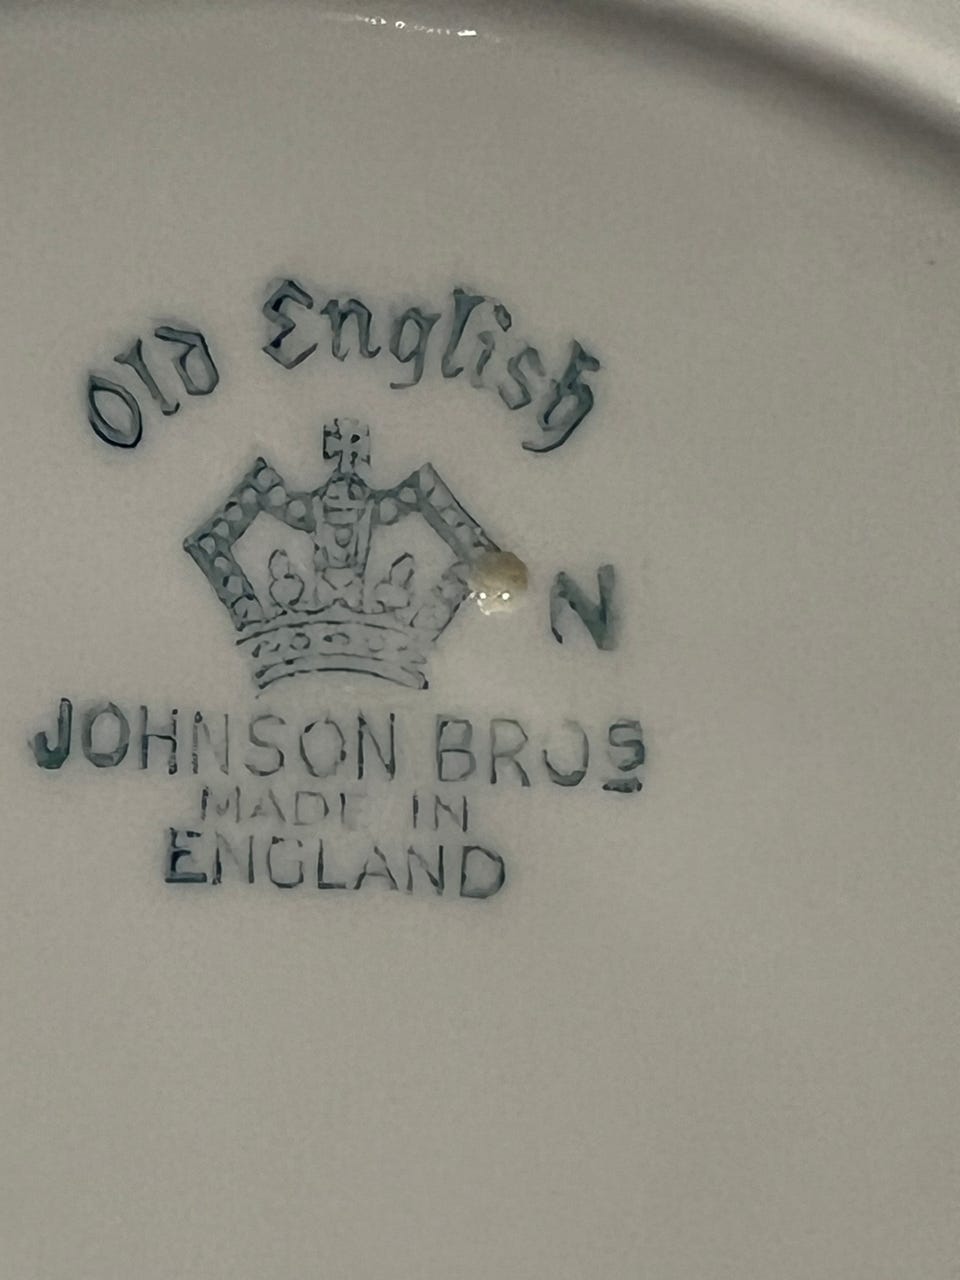 Old English
N
JOHNSON BROS
MADE IN
ENGLAND